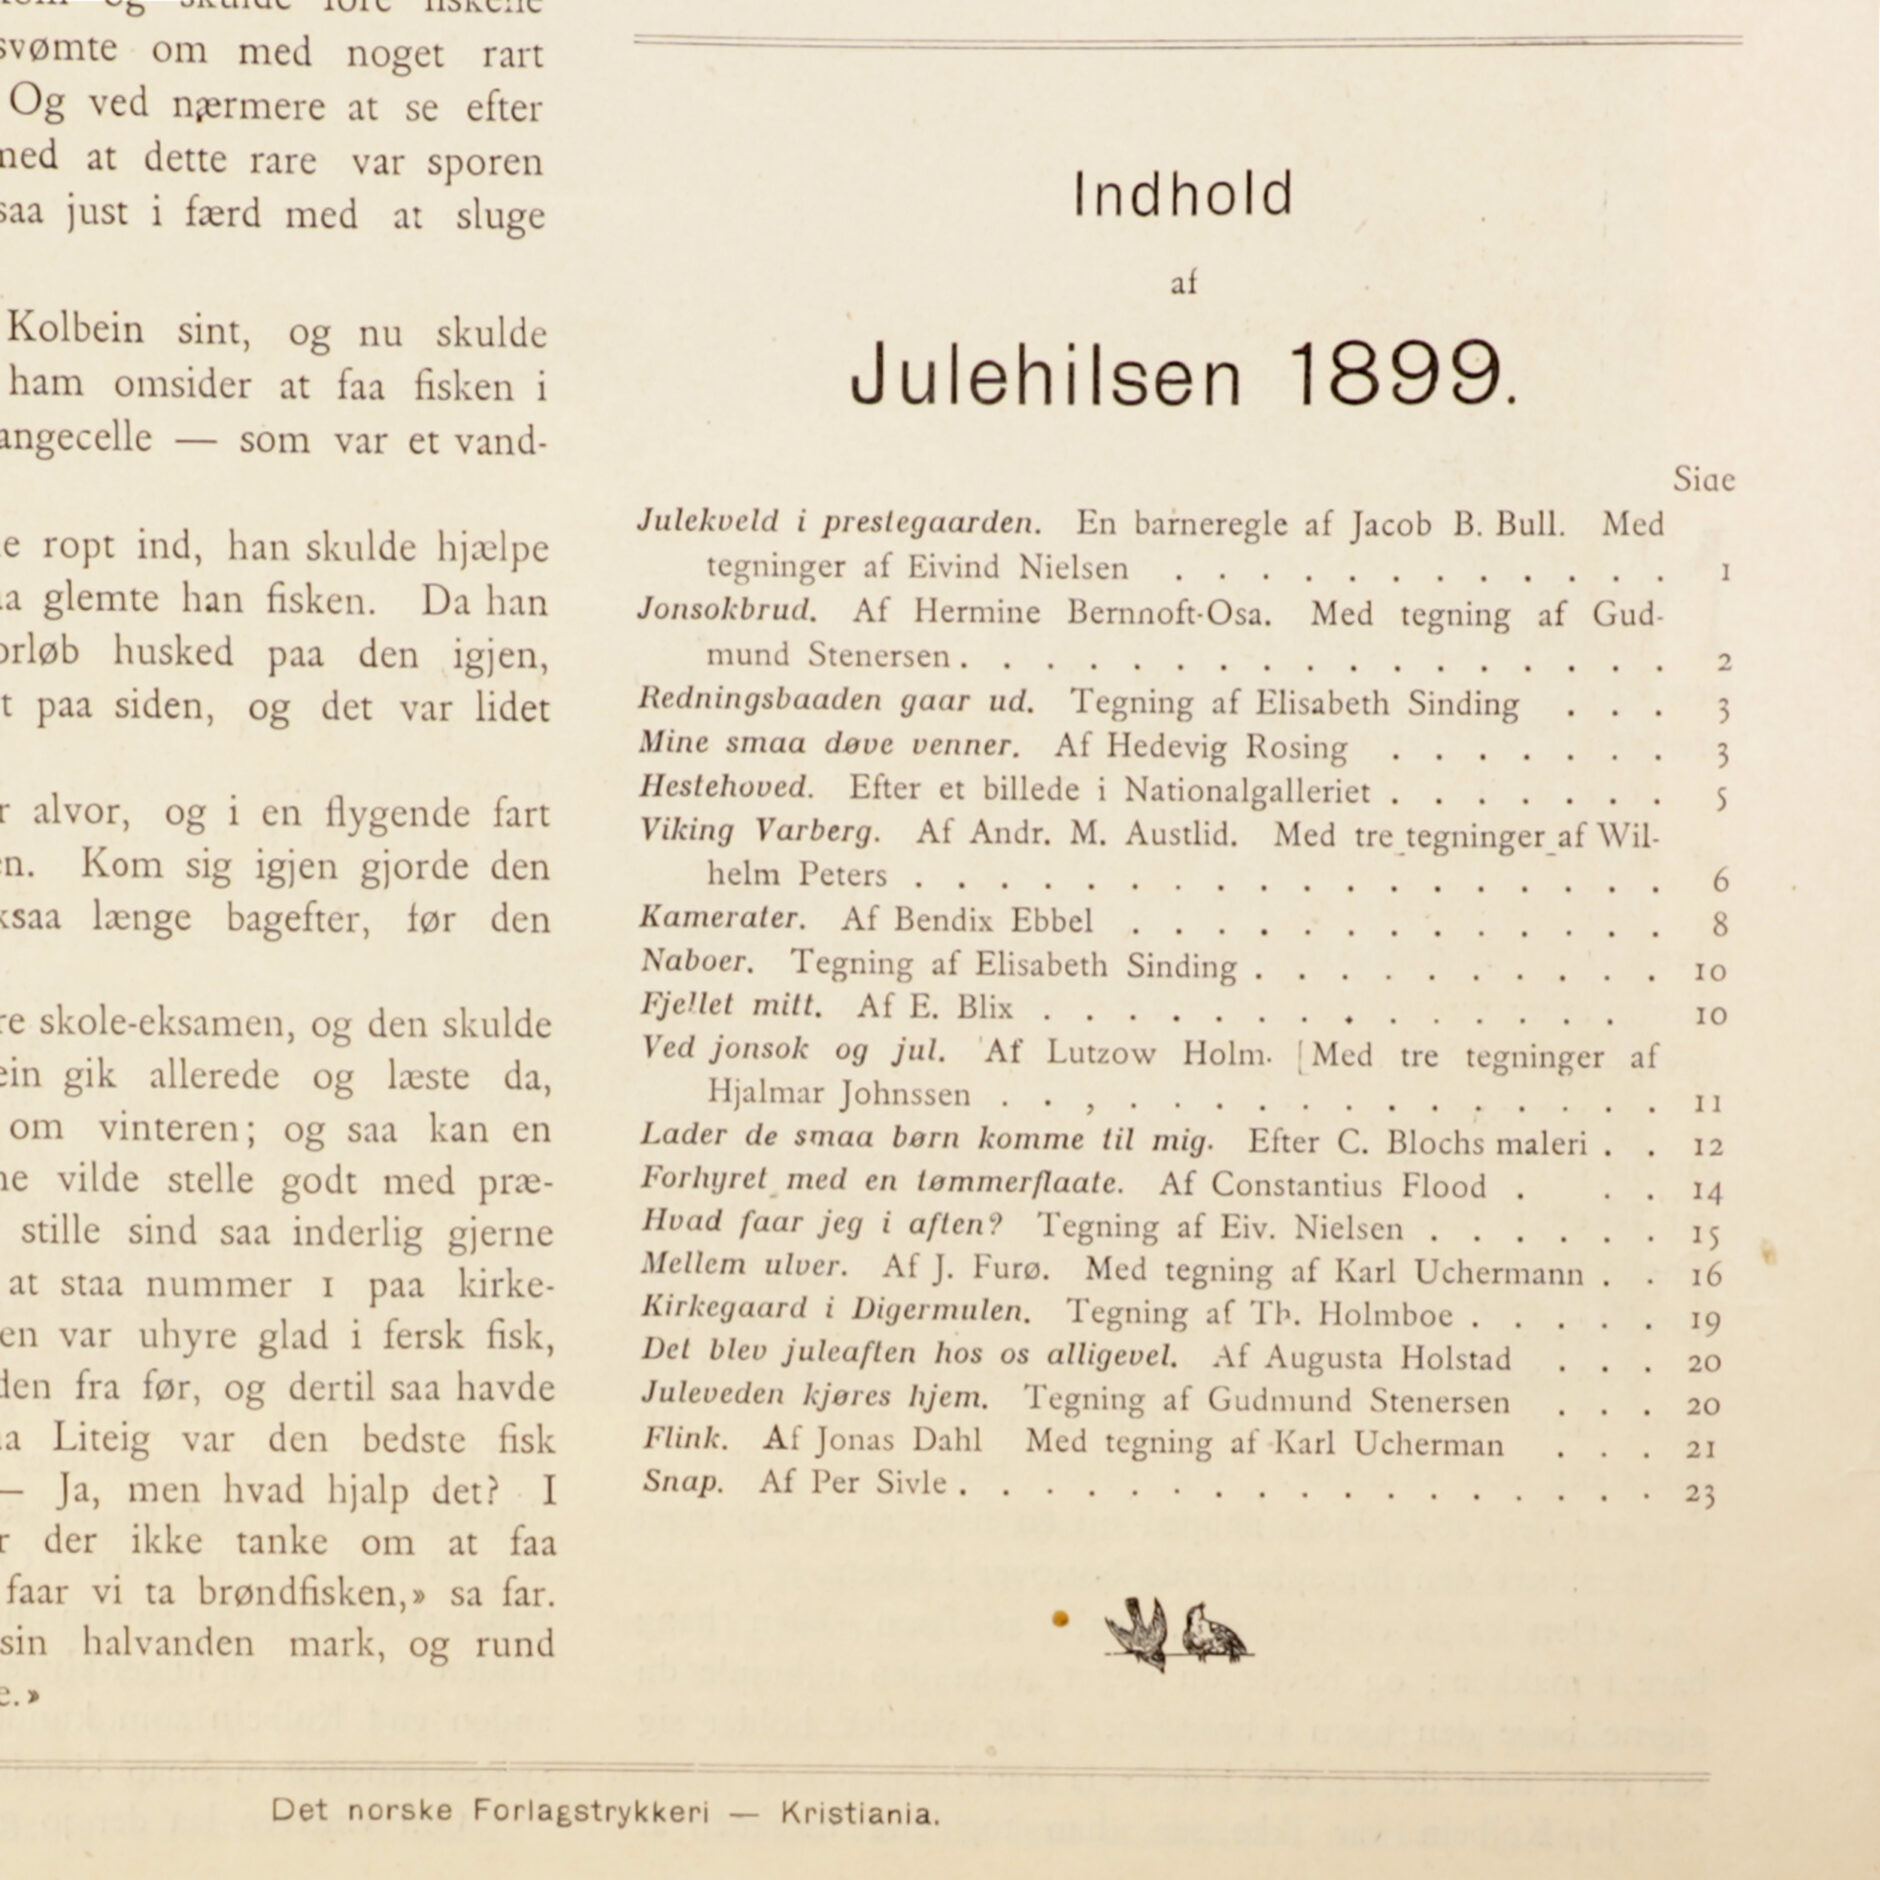 og skulde fôre fiskene
svømte om med noget rart
Og ved nærmere at se efter
med at dette rare var sporen
saa just i færd med at sluge
Kolbein sint, og nu skulde
ham omsider at faa fisken i
angecelle — som var et vand-
e ropt ind, han skulde hjælpe
a glemte han fisken. Da han
orløb husked paa den igjen,
t paa siden, og det var lidet
r alvor, og i en flygende fart
en. Kom sig igjen gjorde den
ksaa længe bagefter, før den
re skole-eksamen, og den skulde
ein gik allerede og læste da,
om vinteren; og saa kan en
ne vilde stelle godt med præ-
stille sind saa inderlig gjerne
at staa nummer 1 paa kirke-
en var uhyre glad i fersk fisk,
den fra før, og dertil saa havde
a Liteig var den bedste fisk
— Ja, men hvad hjalp det? I
r der ikke tanke om at faa
faar vi ta brøndfisken,» sa far.
sin halvanden mark, og rund
e.»
Indhold
af
Julehilsen 1899.
Side
Julekveld i prestegaarden. En barneregle af Jacob B. Bull. Med
tegninger af Eivind Nielsen . . . . . . . . . . . . 1
Jonsokbrud. Af Hermine Bernnoft-Osa. Med tegning af Gud-
mund Stenersen . . . . . . . . . . . . . . . . . 2
Redningsbaaden gaar ud. Tegning af Elisabeth Sinding . . . 3
Mine smaa døve venner. Af Hedevig Rosing . . . . . . . 3
Hestehoved. Efter et billede i Nationalgalleriet . . . . . . . 5
Viking Varberg. Af Andr. M. Austlid. Med tre tegninger af Wil-
helm Peters . . . . . . . . . . . . . . . . . . 6
Kamerater. Af Bendix Ebbel . . . . . . . . . . . . . 8
Naboer. Tegning af Elisabeth Sinding . . . . . . . . . . 10
Fjellet mitt. Af E. Blix . . . . . . . . . . . . . . 10
Ved jonsok og jul. Af Lutzow Holm. [Med tre tegninger af
Hjalmar Johnssen . . , . . . . . . . . . . . . . 11
Lader de smaa børn komme til mig. Efter C. Blochs maleri . . 12
Forhyret med en tømmerflaate. Af Constantius Flood . . . 14
Hvad faar jeg i aften? Tegning af Eiv. Nielsen . . . . . . 15
Mellem ulver. Af J. Furø. Med tegning af Karl Uchermann . . 16
Kirkegaard i Digermulen. Tegning af Th. Holmboe . . . . . 19
Det blev juleaften hos os alligevel. Af Augusta Holstad . . . 20
Juleveden kjøres hjem. Tegning af Gudmund Stenersen . . . 20
Flink. Af Jonas Dahl Med tegning af Karl Ucherman . . . 21
Snap. Af Per Sivle . . . . . . . . . . . . . . . . . 23
Det norske Forlagstrykkeri — Kristiania.